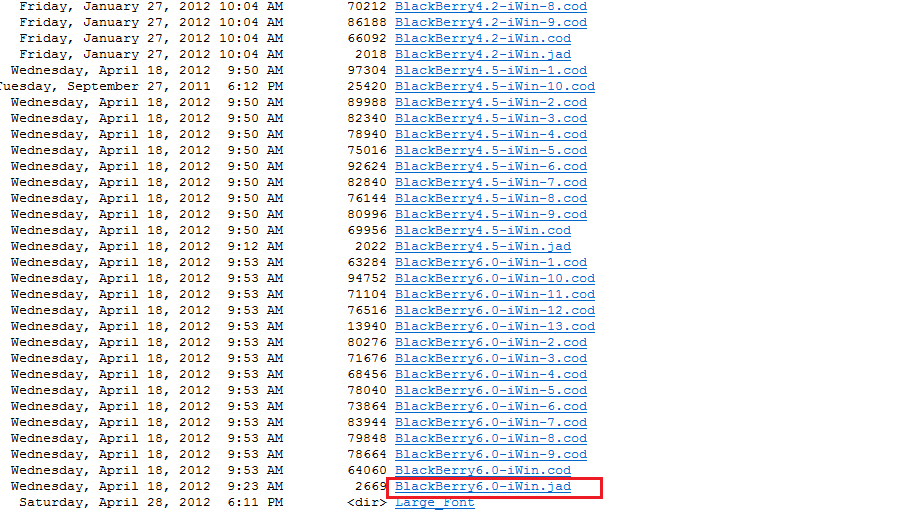 Friday, January 27, 2012 10:04 AM 70212 BlackBerry4.2-iWin-8.cod
Friday, January 27, 2012 10:04 AM 86188 BlackBerry4.2-iWin-9.cod
Friday, January 27, 2012 10:04 AM 66092 BlackBerry4.2-iWin.cod
Friday, January 27, 2012 10:04 AM 2018 BlackBerry4.2-iWin.jad
Wednesday, April 18, 2012 9:50 AM 97304 BlackBerry4.5-iWin-1.cod
Tuesday, September 27, 2011 6:12 PM 25420 BlackBerry4.5-iWin-10.cod
Wednesday, April 18, 2012 9:50 AM 89988 BlackBerry4.5-iWin-2.cod
Wednesday, April 18, 2012 9:50 AM 82340 BlackBerry4.5-iWin-3.cod
Wednesday, April 18, 2012 9:50 AM 78940 BlackBerry4.5-iWin-4.cod
Wednesday, April 18, 2012 9:50 AM 75016 BlackBerry4.5-iWin-5.cod
Wednesday, April 18, 2012 9:50 AM 92624 BlackBerry4.5-iWin-6.cod
Wednesday, April 18, 2012 9:50 AM 82840 BlackBerry4.5-iWin-7.cod
Wednesday, April 18, 2012 9:50 AM 76144 BlackBerry4.5-iWin-8.cod
Wednesday, April 18, 2012 9:50 AM 80996 BlackBerry4.5-iWin-9.cod
Wednesday, April 18, 2012 9:50 AM 69956 BlackBerry4.5-iWin.cod
Wednesday, April 18, 2012 9:12 AM 2022 BlackBerry4.5-iWin.jad
Wednesday, April 18, 2012 9:53 AM 63284 BlackBerry6.0-iWin-1.cod
Wednesday, April 18, 2012 9:53 AM 94752 BlackBerry6.0-iWin-10.cod
Wednesday, April 18, 2012 9:53 AM 71104 BlackBerry6.0-iWin-11.cod
Wednesday, April 18, 2012 9:53 AM 76516 BlackBerry6.0-iWin-12.cod
Wednesday, April 18, 2012 9:53 AM 13940 BlackBerry6.0-iWin-13.cod
Wednesday, April 18, 2012 9:53 AM 80276 BlackBerry6.0-iWin-2.cod
Wednesday, April 18, 2012 9:53 AM 71676 BlackBerry6.0-iWin-3.cod
Wednesday, April 18, 2012 9:53 AM 68456 BlackBerry6.0-iWin-4.cod
Wednesday, April 18, 2012 9:53 AM 78040 BlackBerry6.0-iWin-5.cod
Wednesday, April 18, 2012 9:53 AM 73864 BlackBerry6.0-iWin-6.cod
Wednesday, April 18, 2012 9:53 AM 83944 BlackBerry6.0-iWin-7.cod
Wednesday, April 18, 2012 9:53 AM 79848 BlackBerry6.0-iWin-8.cod
Wednesday, April 18, 2012 9:53 AM 78664 BlackBerry6.0-iWin-9.cod
Wednesday, April 18, 2012 9:53 AM 64060 BlackBerry6.0-iWin.cod
Wednesday, April 18, 2012 9:23 AM 2669 BlackBerry6.0-iWin.jad
Saturday, April 28, 2012 6:11 PM <dir> Large_Font